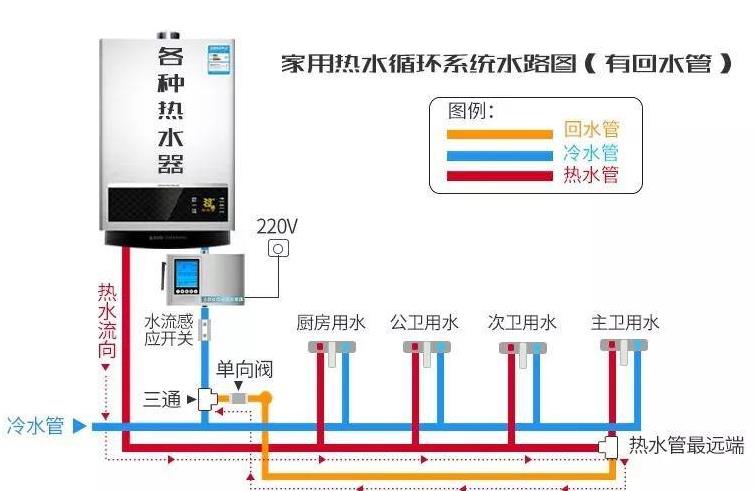 家用热水循环系统水路图(有回水管)
各种热水器
图例:
回水管
冷水管
热水管
220V
热水流向
水流感
应开关
厨房用水
公卫用水
次卫用水
主卫用水
单向阀
三通
冷水管
热水管最远端